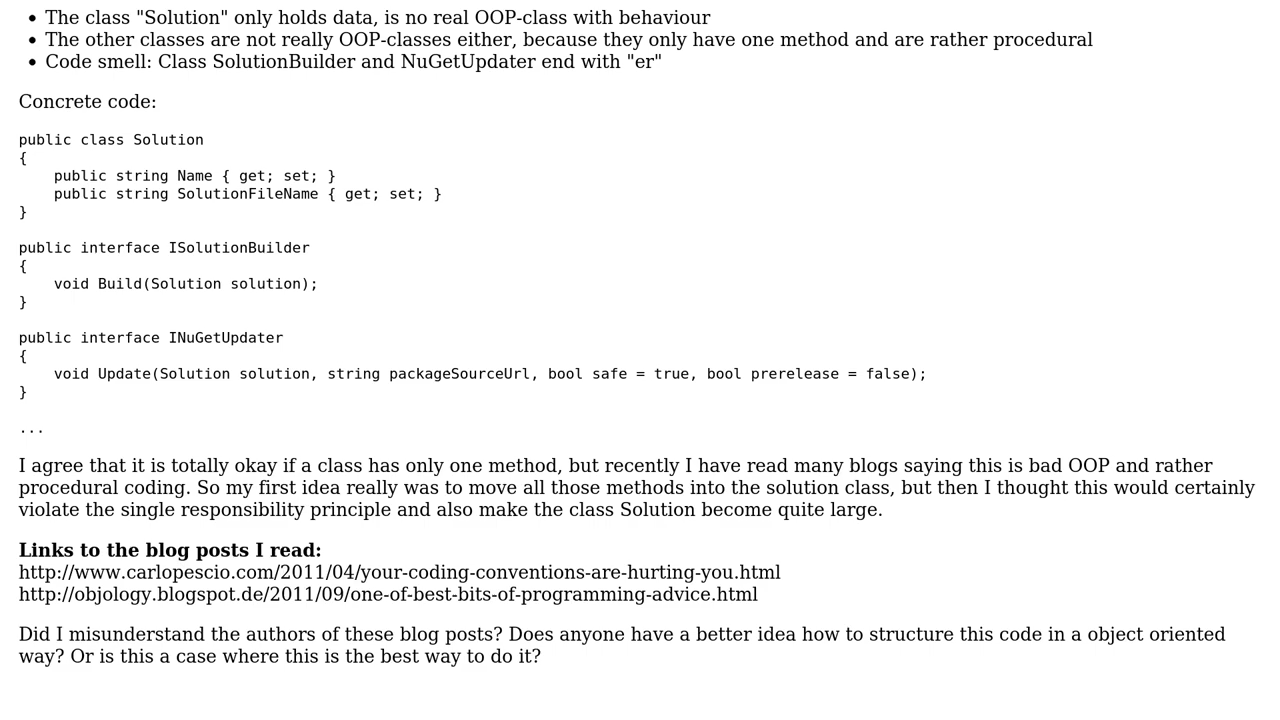 • The class "Solution" only holds data, is no real OOP-class with behaviour
• The other classes are not really OOP-classes either, because they only have one method and are rather procedural
• Code smell: Class SolutionBuilder and NuGetUpdater end with "er"
Concrete code:
public class Solution
{
    public string Name { get; set; }
    public string SolutionFileName { get; set; }
}
public interface ISolutionBuilder
{
    void Build(Solution solution);
}
public interface INuGetUpdater
{
    void Update(Solution solution, string packageSourceUrl, bool safe = true, bool prerelease = false);
}
...
I agree that it is totally okay if a class has only one method, but recently I have read many blogs saying this is bad OOP and rather
procedural coding. So my first idea really was to move all those methods into the solution class, but then I thought this would certainly
violate the single responsibility principle and also make the class Solution become quite large.
Links to the blog posts I read:
http://www.carlopescio.com/2011/04/your-coding-conventions-are-hurting-you.html
http://objology.blogspot.de/2011/09/one-of-best-bits-of-programming-advice.html
Did I misunderstand the authors of these blog posts? Does anyone have a better idea how to structure this code in a object oriented
way? Or is this a case where this is the best way to do it?